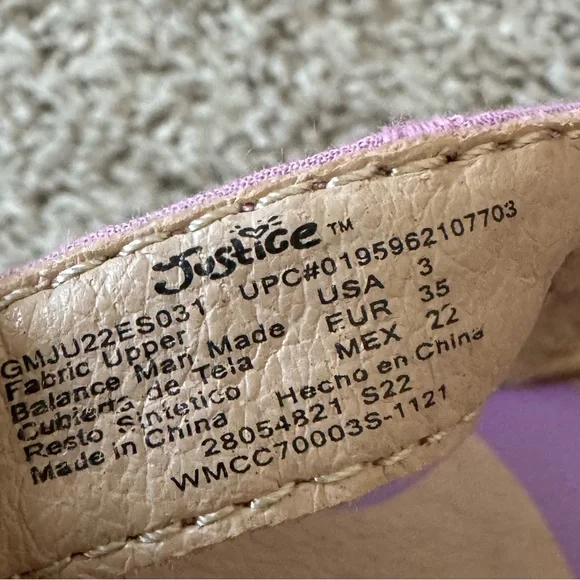 Justice™
GMJU22ES031 UPC#0195962107703
Fabric Upper USA 3
Balance Man Made EUR 35
Cubierta de Tela MEX 22
Resto Sintetico Hecho en China
Made in China 28054821 S22
WMCC70003S-1121